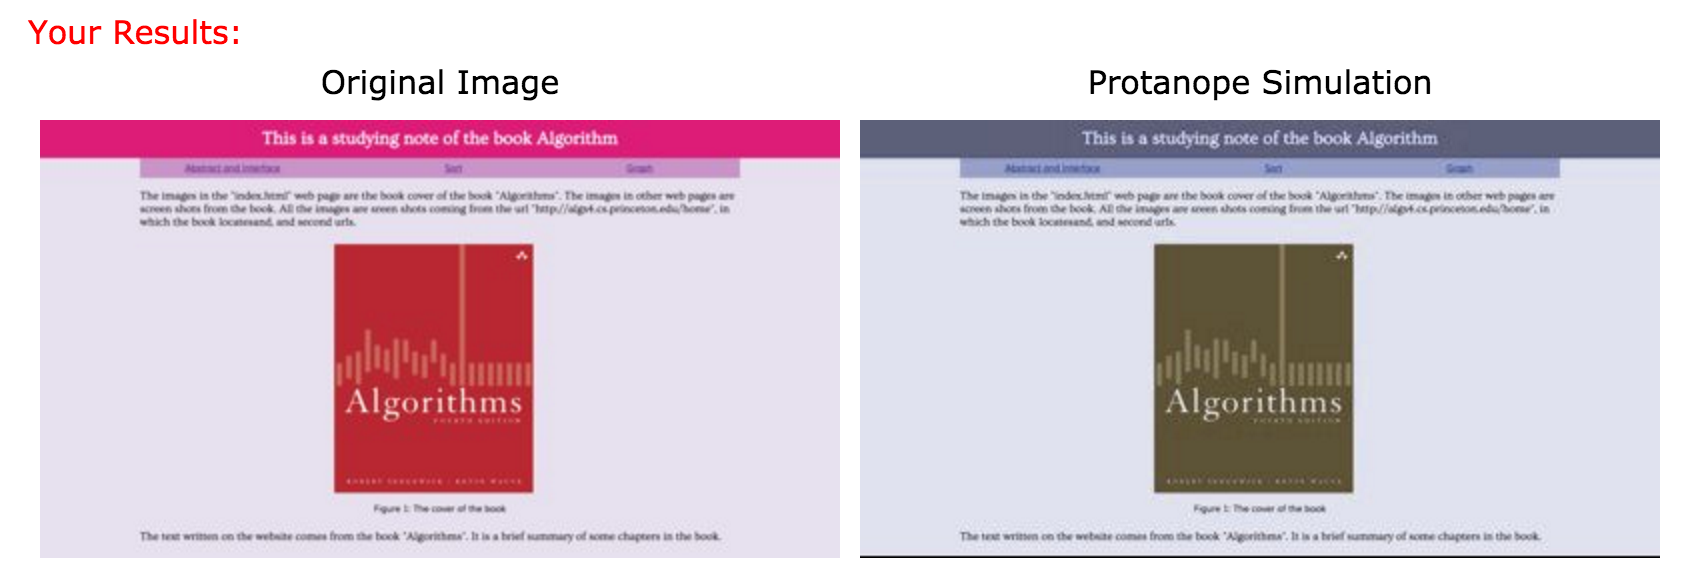 Your Results:
Original Image
Protanope Simulation
This is a studying note of the book Algorithm
Abstract and interface Sort Graph
The images in the "index.html" web page are the book cover of the book "Algorithms". The images in other web pages are
screen shots from the book. All the images are sreen shots coming from the url "http://algs4.cs.princeton.edu/home", in
which the book locatesand, and second urls.
Algorithms
FOURTH EDITION
ROBERT SEDGEWICK | KEVIN WAYNE
Figure 1: The cover of the book
The text written on the website comes from the book "Algorithms". It is a brief summary of some chapters in the book.
This is a studying note of the book Algorithm
Abstract and interface Sort Graph
The images in the "index.html" web page are the book cover of the book "Algorithms". The images in other web pages are
screen shots from the book. All the images are sreen shots coming from the url "http://algs4.cs.princeton.edu/home", in
which the book locatesand, and second urls.
Algorithms
FOURTH EDITION
ROBERT SEDGEWICK | KEVIN WAYNE
Figure 1: The cover of the book
The text written on the website comes from the book "Algorithms". It is a brief summary of some chapters in the book.